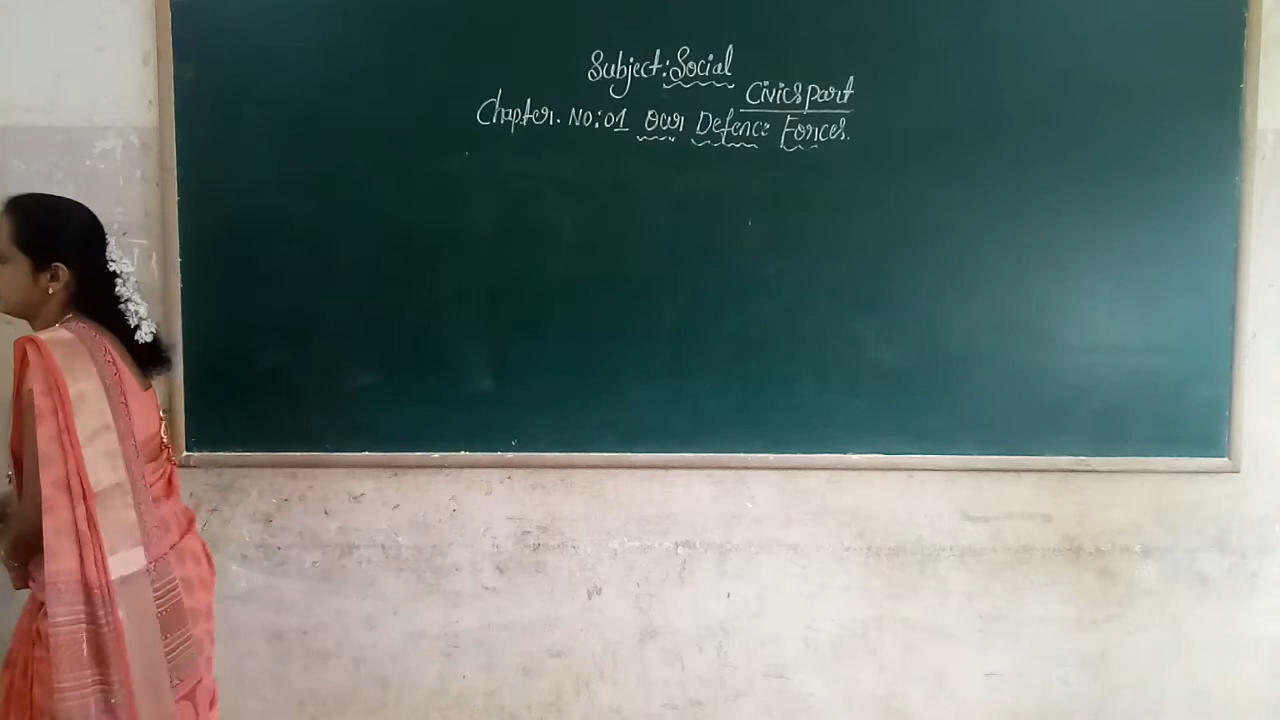 Subject: Social
Civics part
Chapter. No: 01 Our Defence Forces.